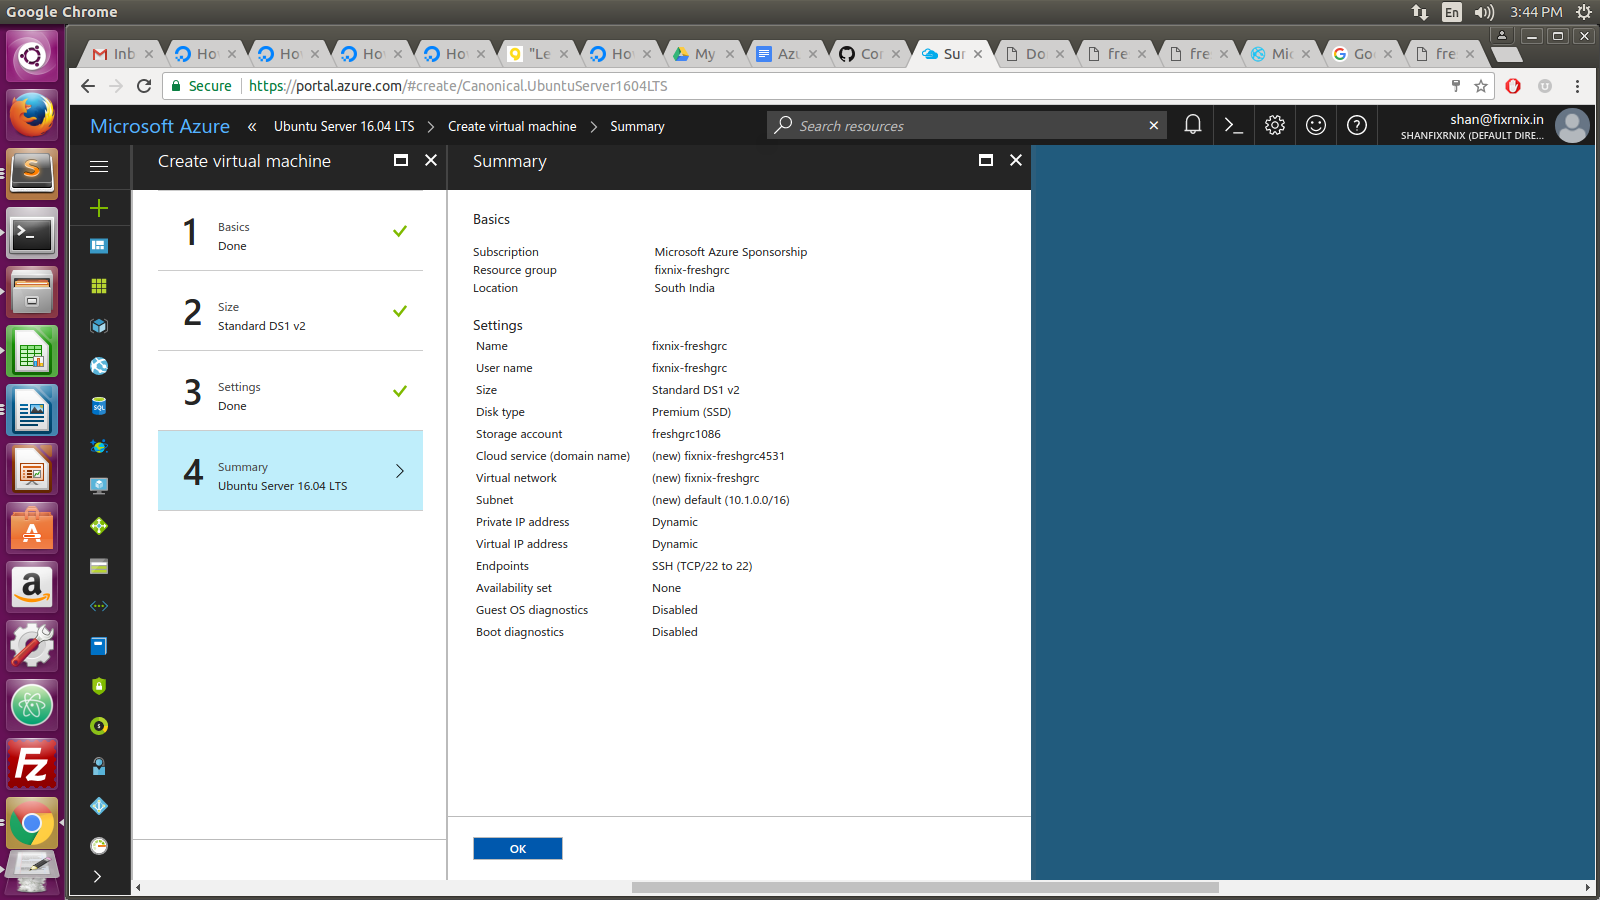 Google Chrome
En
3:44 PM
Inb
Hov
Hov
Hov
Hov
"Le
Hov
My
Azu
Cor
Sur
Do
fre
fre
Mic
Goo
fre
Secure
https://portal.azure.com/#create/Canonical.UbuntuServer1604LTS
Microsoft Azure
Ubuntu Server 16.04 LTS
Create virtual machine
Summary
Search resources
shan@fixrnix.in
SHANFIXRNIX (DEFAULT DIRE...
Create virtual machine
1
Basics
Done
2
Size
Standard DS1 v2
3
Settings
Done
4
Summary
Ubuntu Server 16.04 LTS
Summary
Basics
Subscription Microsoft Azure Sponsorship
Resource group fixnix-freshgrc
Location South India
Settings
Name fixnix-freshgrc
User name fixnix-freshgrc
Size Standard DS1 v2
Disk type Premium (SSD)
Storage account freshgrc1086
Cloud service (domain name) (new) fixnix-freshgrc4531
Virtual network (new) fixnix-freshgrc
Subnet (new) default (10.1.0.0/16)
Private IP address Dynamic
Virtual IP address Dynamic
Endpoints SSH (TCP/22 to 22)
Availability set None
Guest OS diagnostics Disabled
Boot diagnostics Disabled
OK